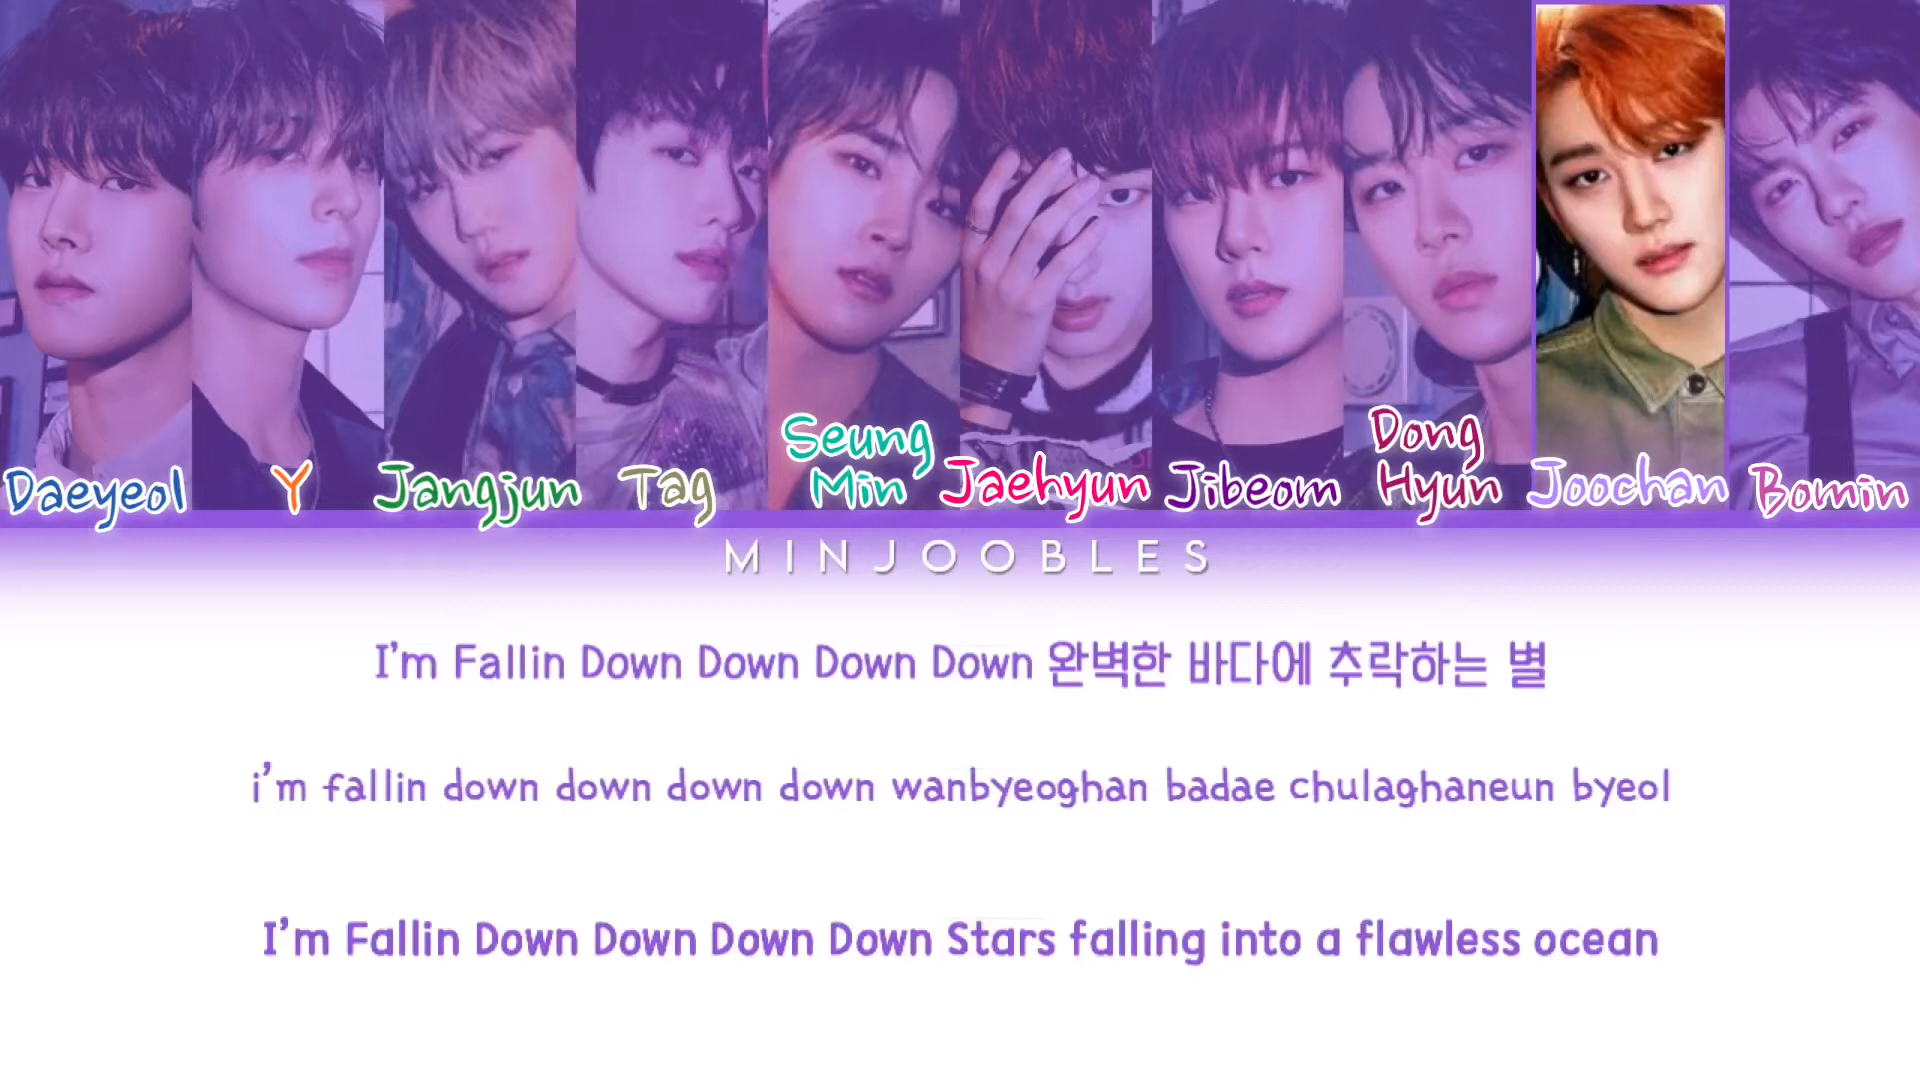 Daeyeol
Y
Jangjun
Tag
Seung
Min
Jaehyun
Jibeom
Dong
Hyun
Joochan
Bomin
MINJOOBLES
I'm Fallin Down Down Down Down 완벽한 바다에 추락하는 별
i'm fallin down down down down wanbyeoghan badae chulaghaneun byeol
I'm Fallin Down Down Down Down Stars falling into a flawless ocean